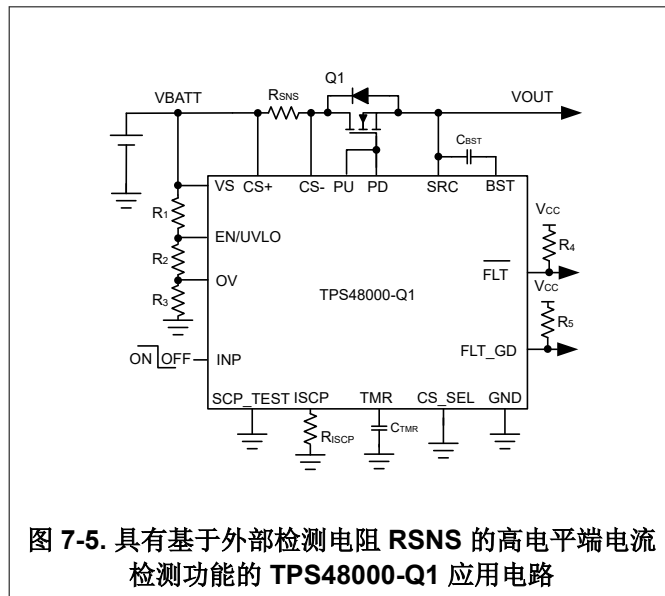 Q1
RSNS
VBATT
VOUT
CBST
VS
CS+
CS-
PU
PD
SRC
BST
R1
EN/UVLO
R2
OV
R3
TPS48000-Q1
VCC
R4
FLT
VCC
R5
FLT_GD
ON
OFF
INP
SCP_TEST
ISCP
TMR
CS_SEL
GND
RISCP
CTMR
图 7-5. 具有基于外部检测电阻 RSNS 的高电平端电流
检测功能的 TPS48000-Q1 应用电路